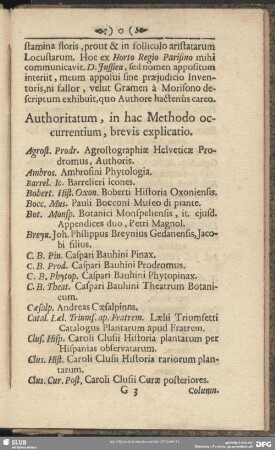 o
stamina floris, prout & in folliculo aristatarum
Locustarum. Hoc ex Horto Regio Parisino mihi
communicavit D. Jussieu, sed nomen appositum
interiit, meum apposui sine præjudicio Inven-
toris, ni fallor, velut Gramen à Morisono de-
scriptum exhibuit, quo Authore hactenùs careo.
Authoritatum, in hac Methodo oc-
currentium, brevis explicatio.
Agrost. Prodr. Agrostographiæ Helveticæ Pro-
dromus, Authoris.
Ambros. Ambrosini Phytologia.
Barrel. Ic. Barrelieri icones.
Bobert. Hist. Oxon. Boberti Historia Oxoniensis.
Bocc. Mus. Pauli Bocconi Museo di piante.
Bot. Monsp. Botanici Monspeliensis, it. ejusd.
Appendices duo, Petri Magnol.
Breyn. Joh. Philippus Breynius Gedanensis, Jaco-
bi filius.
C. B. Pin. Caspari Bauhini Pinax.
C. B. Prod. Caspari Bauhini Prodromus.
C. B. Phytop. Caspari Bauhini Phytopinax.
C. B. Theat. Caspari Bauhini Theatrum Botani-
cum.
Cæsalp. Andreas Cæsalpinns.
Catal. Læl. Triumf. ap. Fratrem. Lælii Triumfetti
Catalogus Plantarum apud Fratrem.
Clus. Hisp. Caroli Clusii Historia plantarum per
Hispanias observatarum.
Clus. Hist. Caroli Clusii Historia rariorum plan-
tarum.
Clus. Cur. Post. Caroli Clusii Curæ posteriores.
G 3 Column.
SLUB
DFG